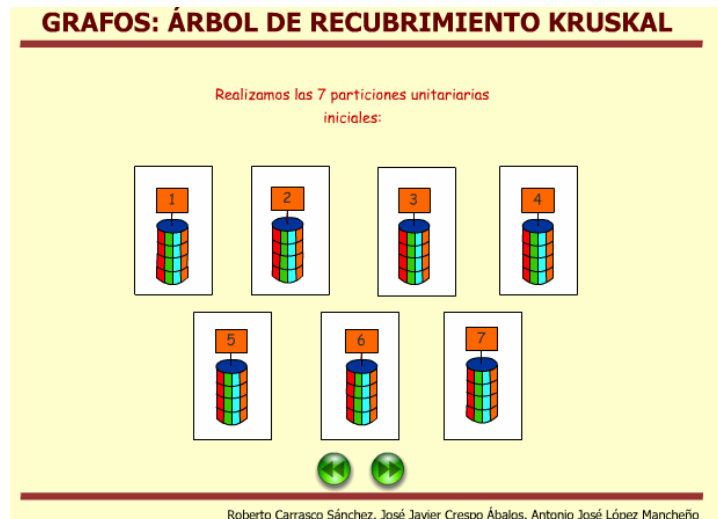 GRAFOS: ÁRBOL DE RECUBRIMIENTO KRUSKAL
Realizamos las 7 particiones unitariarias
iniciales:
1 2 3 4
5 6 7
Roberto Carrasco Sánchez, José Javier Crespo Ábalos, Antonio José López Mancheño